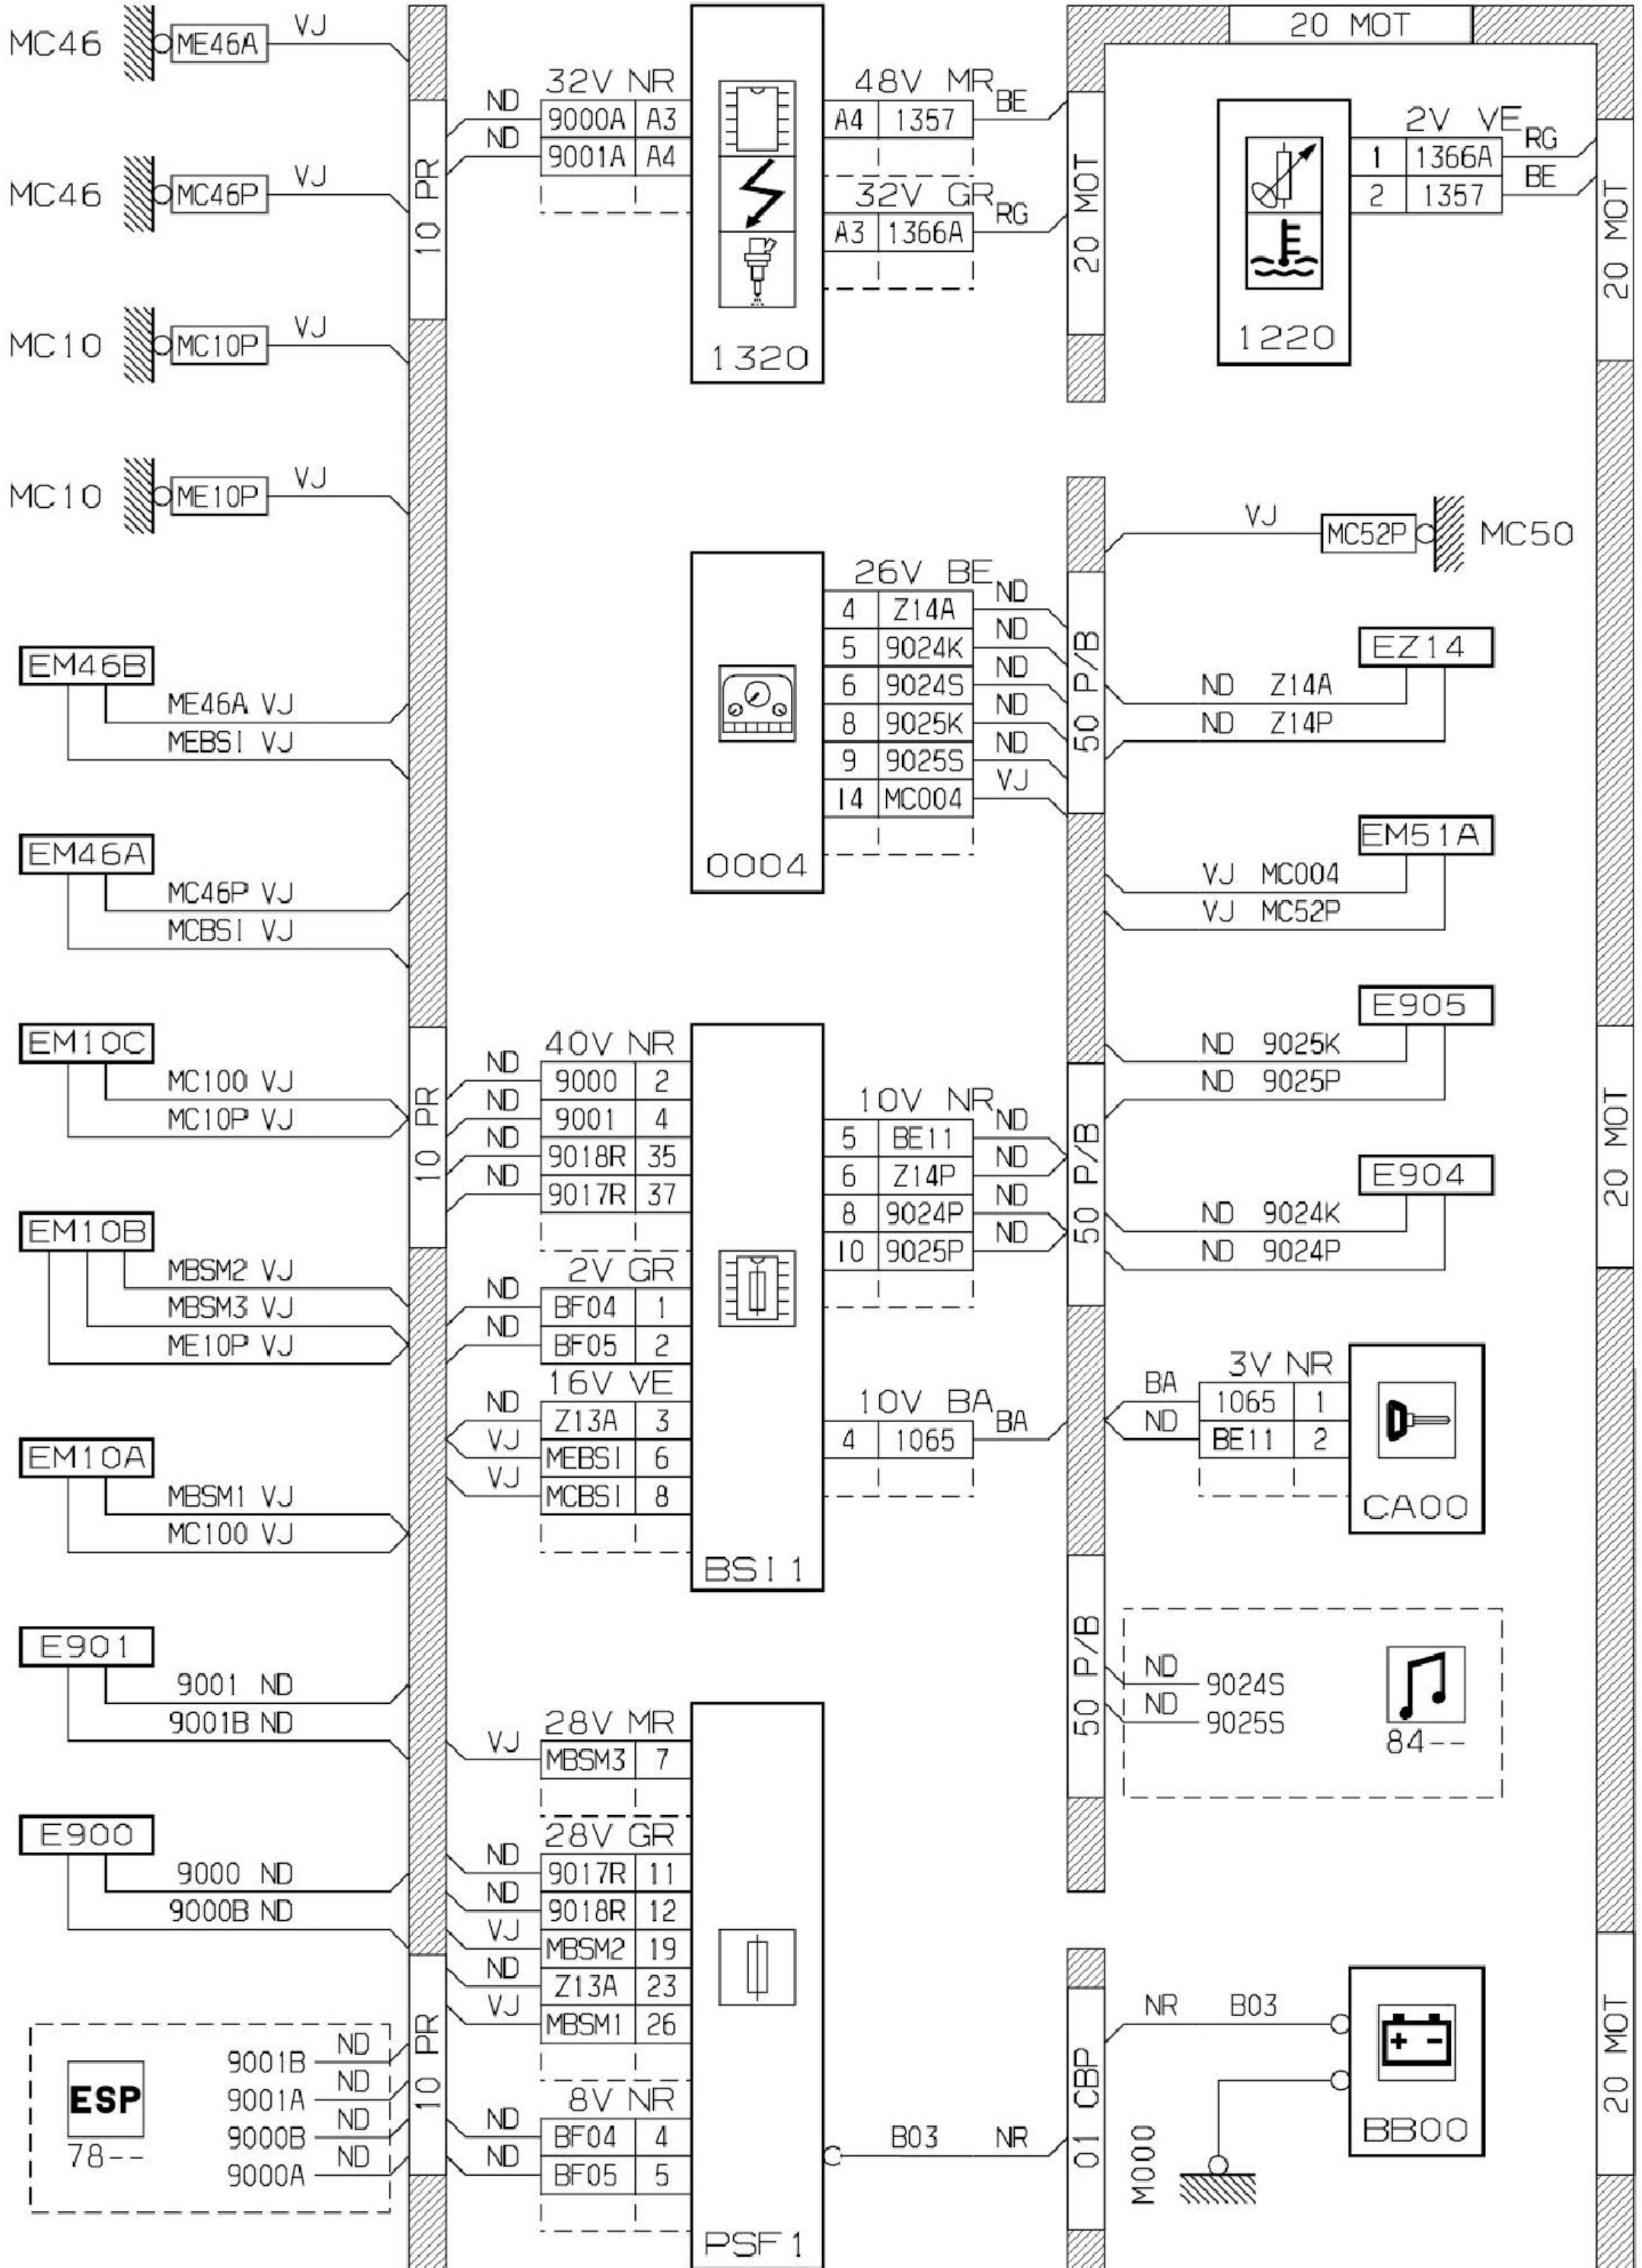 MC46 ME46A VJ
MC46 MC46P VJ
MC10 MC10P VJ
MC10 ME10P VJ
EM46B
ME46A VJ
MEBSI VJ
EM46A
MC46P VJ
MCBSI VJ
EM10C
MC100 VJ
MC10P VJ
EM10B
MBSM2 VJ
MBSM3 VJ
ME10P VJ
EM10A
MBSM1 VJ
MC100 VJ
E901
9001 ND
9001B ND
E900
9000 ND
9000B ND
ESP
78--
9001B ND
9001A ND
9000B ND
9000A ND
10 PR
10 PR
10 PR
32V NR
ND 9000A A3
ND 9001A A4
1320
48V MR
A4 1357 BE
32V GR
A3 1366A RG
0004
26V BE
4 Z14A ND
5 9024K ND
6 9024S ND
8 9025K ND
9 9025S ND
14 MC004 VJ
40V NR
ND 9000 2
ND 9001 4
ND 9018R 35
ND 9017R 37
2V GR
ND BF04 1
ND BF05 2
16V VE
ND Z13A 3
VJ MEBSI 6
VJ MCBSI 8
BSI1
10V NR
5 BE11 ND
6 Z14P ND
8 9024P ND
10 9025P ND
10V BA
4 1065 BA
28V MR
VJ MBSM3 7
28V GR
ND 9017R 11
ND 9018R 12
VJ MBSM2 19
ND Z13A 23
VJ MBSM1 26
8V NR
ND BF04 4
ND BF05 5
PSF1
B03 NR
20 MOT
20 MOT
50 P/B
50 P/B
50 P/B
01 CBP
1220
2V VE
1 1366A RG
2 1357 BE
VJ MC52P MC50
EZ14
ND Z14A
ND Z14P
EM51A
VJ MC004
VJ MC52P
E905
ND 9025K
ND 9025P
E904
ND 9024K
ND 9024P
3V NR
BA 1065 1
ND BE11 2
CA00
ND 9024S
ND 9025S
84--
NR B03
+ -
BB00
M000
20 MOT
20 MOT
20 MOT